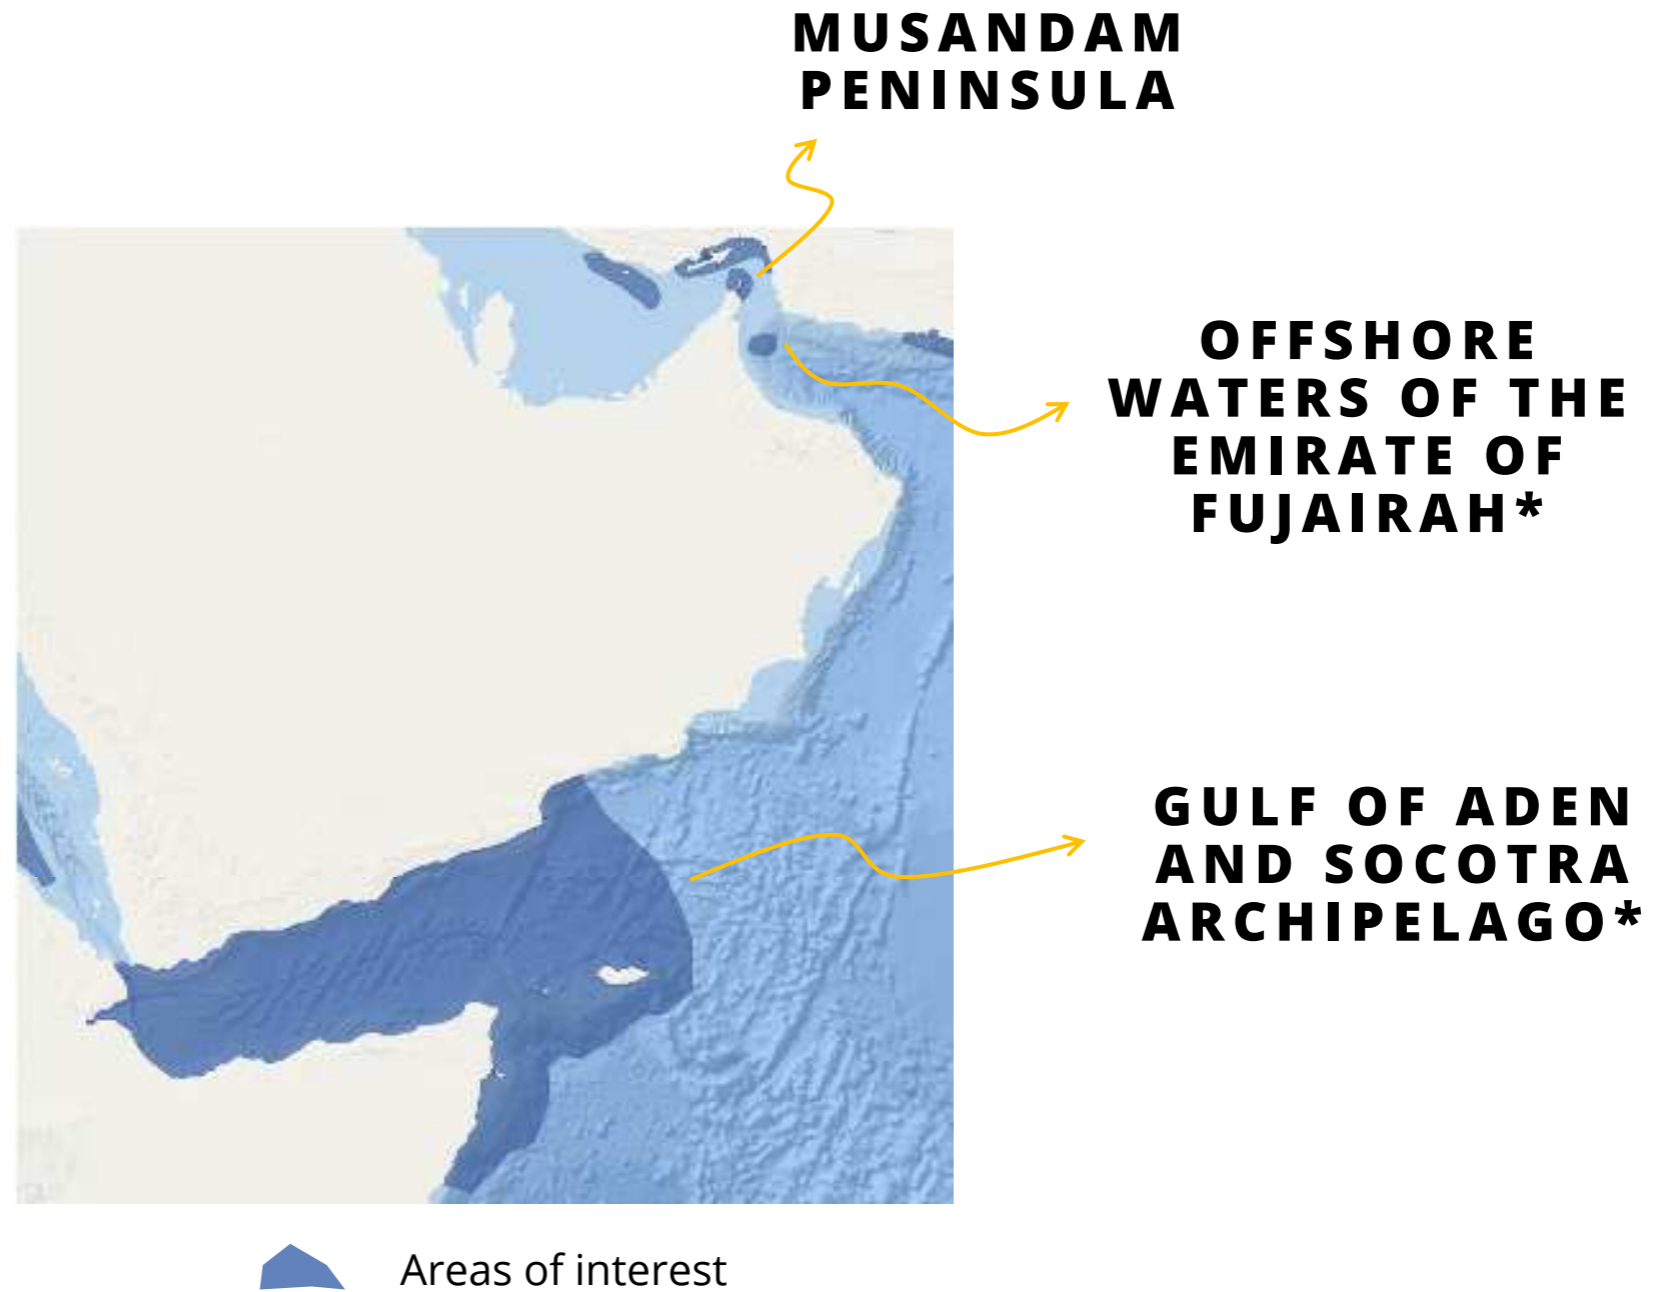 MUSANDAM
PENINSULA
OFFSHORE
WATERS OF THE
EMIRATE OF
FUJAIRAH*
GULF OF ADEN
AND SOCOTRA
ARCHIPELAGO*
Areas of interest